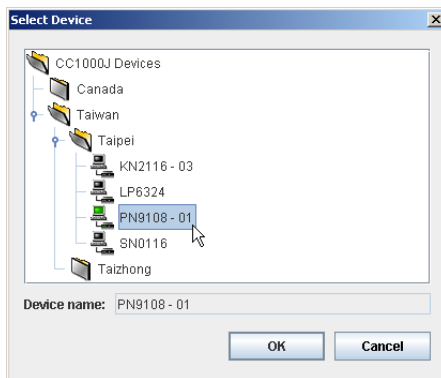 Select Device
CC1000J Devices
Canada
Taiwan
Taipei
KN2116 - 03
LP6324
PN9108 - 01
SN0116
Taizhong
Device name: PN9108 - 01
OK Cancel